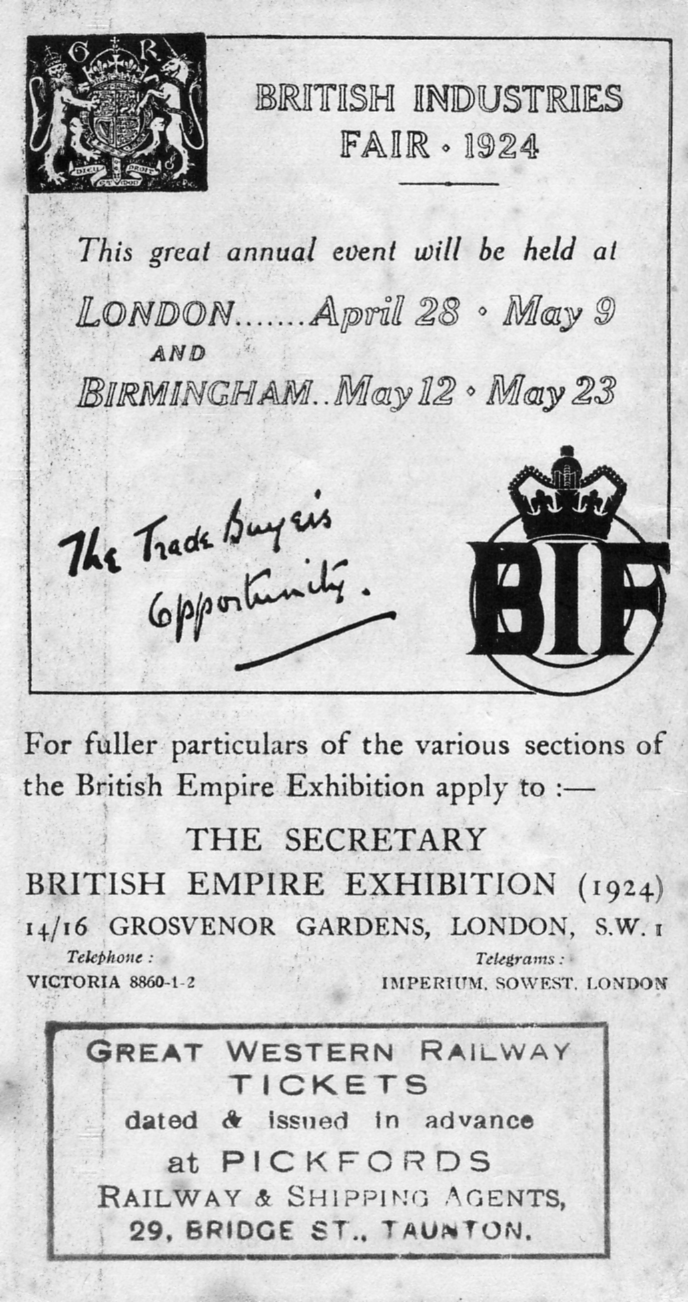 G R
DIEU ET MON DROIT
BRITISH INDUSTRIES
FAIR · 1924
This great annual event will be held at
LONDON.......April 28 · May 9
AND
BIRMINGHAM..May 12 · May 23
The Trade Buyers
Opportunity.
BIF
For fuller particulars of the various sections of
the British Empire Exhibition apply to :—
THE SECRETARY
BRITISH EMPIRE EXHIBITION (1924)
14/16 GROSVENOR GARDENS, LONDON, S.W. 1
Telephone :
VICTORIA 8860-1-2
Telegrams :
IMPERIUM, SOWEST, LONDON
GREAT WESTERN RAILWAY
TICKETS
dated & issued in advance
at PICKFORDS
RAILWAY & SHIPPING AGENTS,
29, BRIDGE ST., TAUNTON.